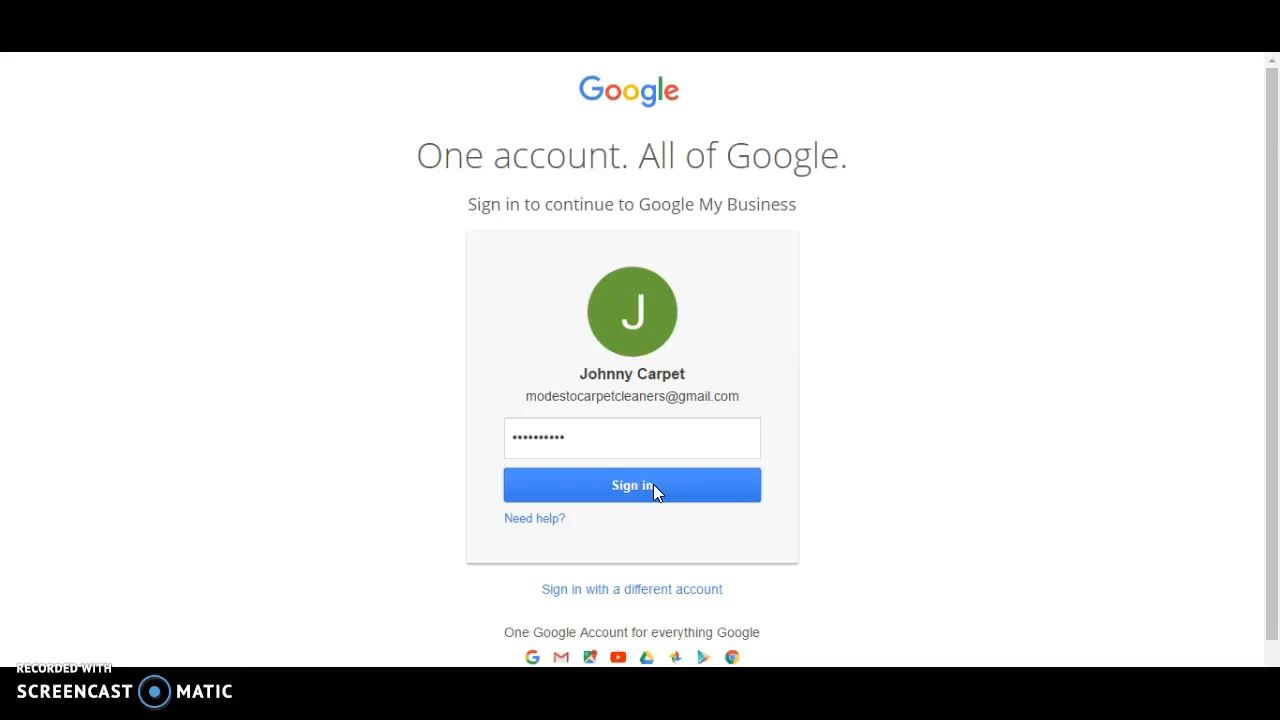 Google
One account. All of Google.
Sign in to continue to Google My Business
J
Johnny Carpet
modestocarpetcleaners@gmail.com
••••••••••
Sign in
Need help?
Sign in with a different account
One Google Account for everything Google
RECORDED WITH
SCREENCAST MATIC